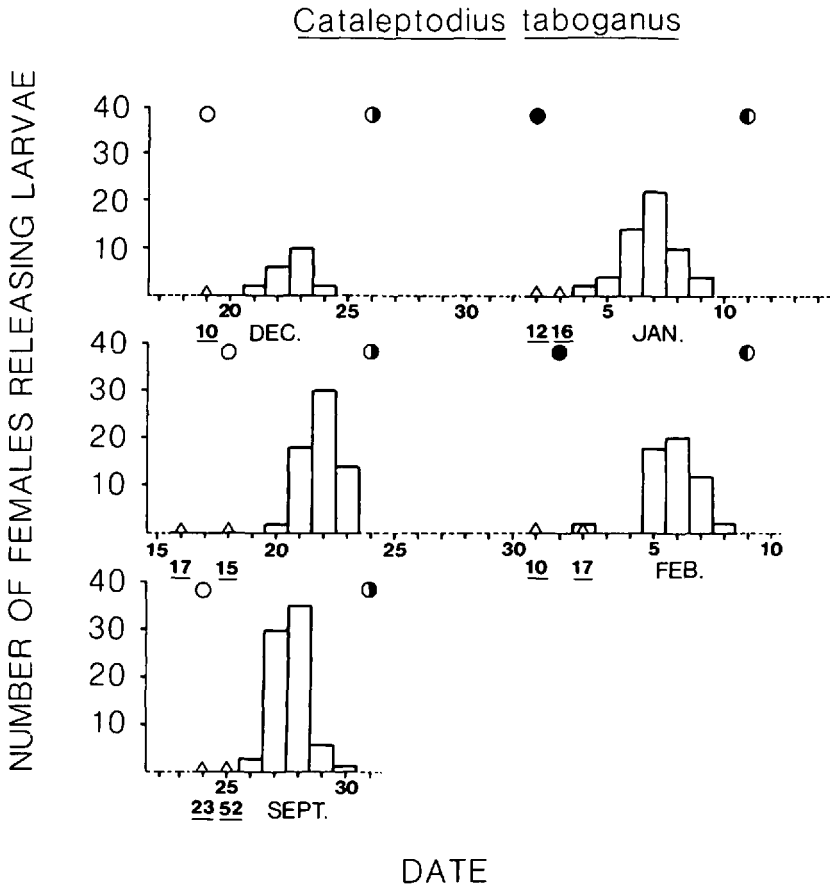 Cataleptodius taboganus
NUMBER OF FEMALES RELEASING LARVAE
40
30
20
10
20 25 30 5 10
10 DEC. 12 16 JAN.
40
30
20
10
15 20 25 30 5 10
17 15 10 17 FEB.
40
30
20
10
25 30
23 52 SEPT.
DATE